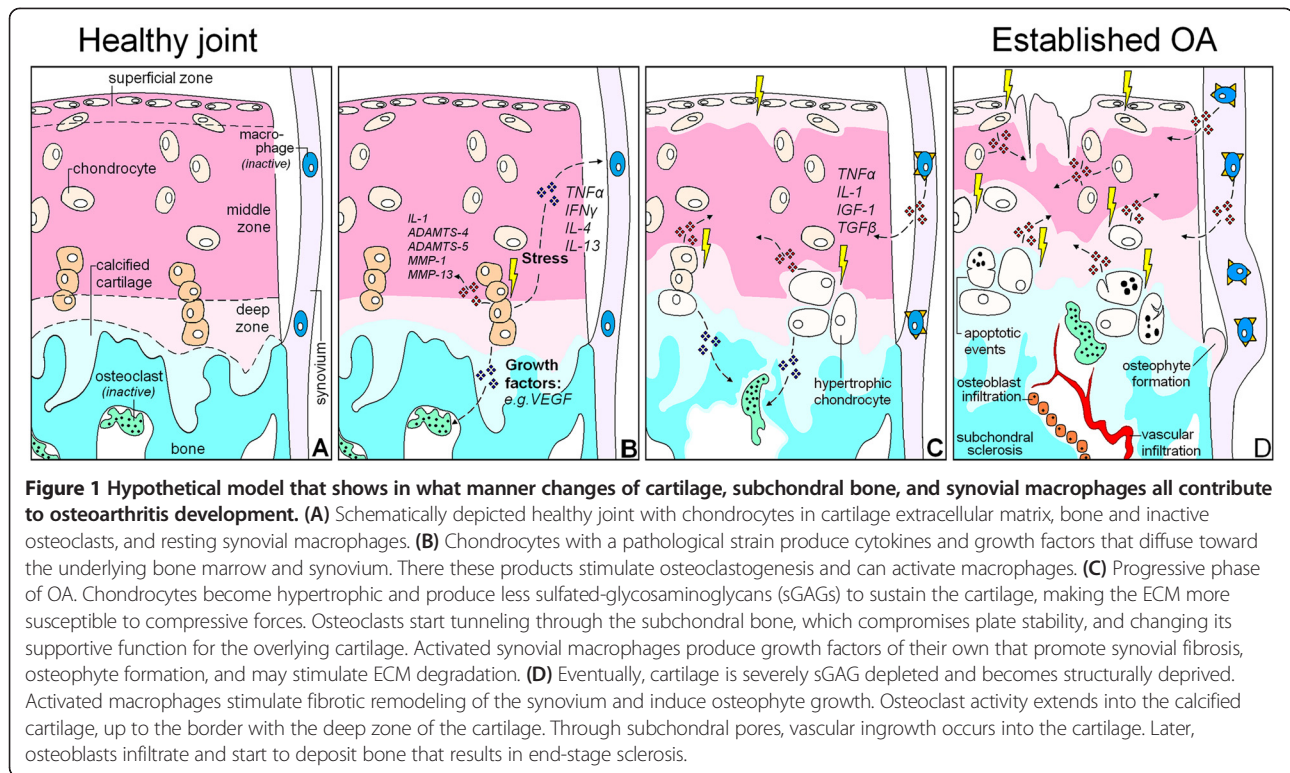 Healthy joint
Established OA
superficial zone
macro-
phage
(inactive)
chondrocyte
middle
zone
calcified
cartilage
deep
zone
synovium
osteoclast
(inactive)
bone
A
IL-1
ADAMTS-4
ADAMTS-5
MMP-1
MMP-13
Stress
TNFα
IFNγ
IL-4
IL-13
Growth
factors:
e.g.VEGF
B
TNFα
IL-1
IGF-1
TGFβ
hypertrophic
chondrocyte
C
apoptotic
events
osteophyte
formation
osteoblast
infiltration
subchondral
sclerosis
vascular
infiltration
D
Figure 1 Hypothetical model that shows in what manner changes of cartilage, subchondral bone, and synovial macrophages all contribute
to osteoarthritis development. (A) Schematically depicted healthy joint with chondrocytes in cartilage extracellular matrix, bone and inactive
osteoclasts, and resting synovial macrophages. (B) Chondrocytes with a pathological strain produce cytokines and growth factors that diffuse toward
the underlying bone marrow and synovium. There these products stimulate osteoclastogenesis and can activate macrophages. (C) Progressive phase
of OA. Chondrocytes become hypertrophic and produce less sulfated-glycosaminoglycans (sGAGs) to sustain the cartilage, making the ECM more
susceptible to compressive forces. Osteoclasts start tunneling through the subchondral bone, which compromises plate stability, and changing its
supportive function for the overlying cartilage. Activated synovial macrophages produce growth factors of their own that promote synovial fibrosis,
osteophyte formation, and may stimulate ECM degradation. (D) Eventually, cartilage is severely sGAG depleted and becomes structurally deprived.
Activated macrophages stimulate fibrotic remodeling of the synovium and induce osteophyte growth. Osteoclast activity extends into the calcified
cartilage, up to the border with the deep zone of the cartilage. Through subchondral pores, vascular ingrowth occurs into the cartilage. Later,
osteoblasts infiltrate and start to deposit bone that results in end-stage sclerosis.